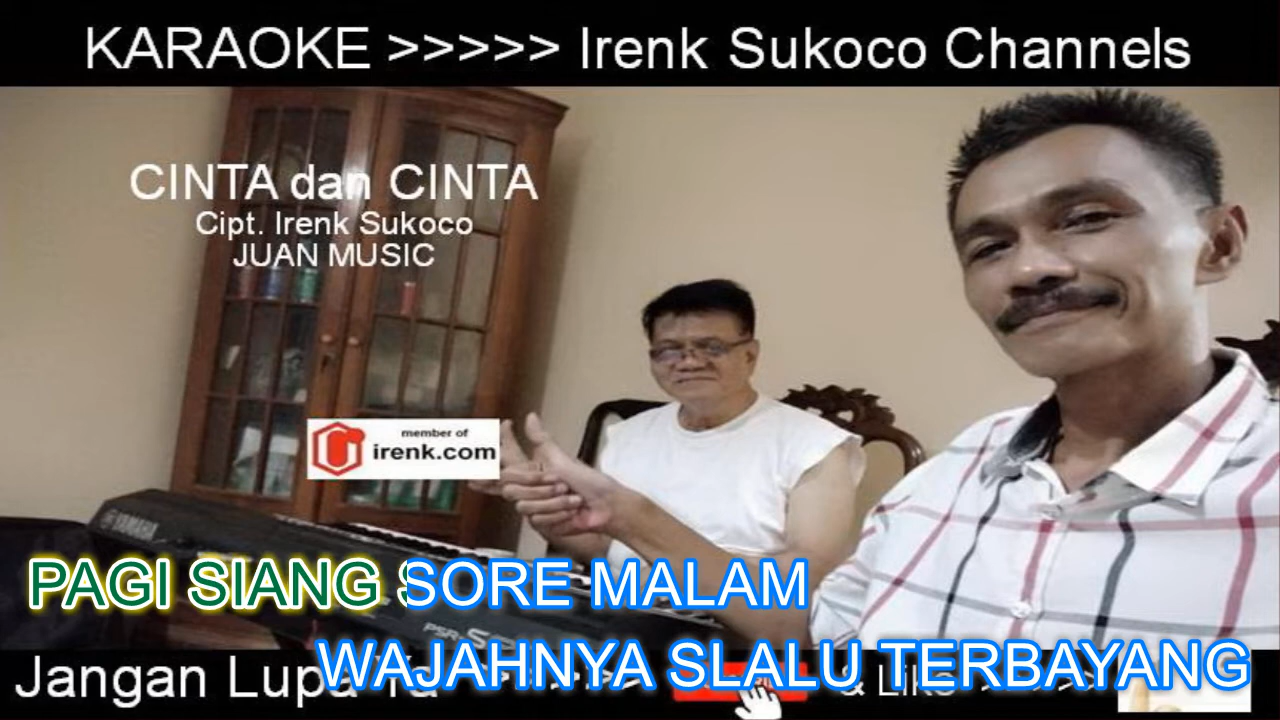 KARAOKE >>>>> Irenk Sukoco Channels
CINTA dan CINTA
Cipt. Irenk Sukoco
JUAN MUSIC
member of
irenk.com
YAMAHA
PAGI SIANG SORE MALAM
WAJAHNYA SLALU TERBAYANG
Jangan Lupa Ya
& Like